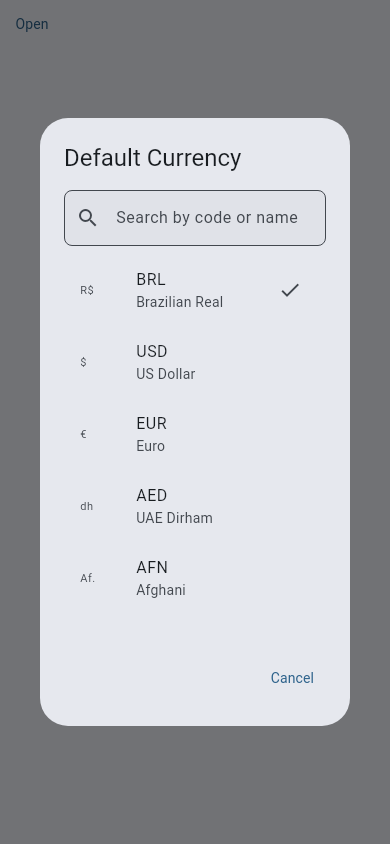 Open
Default Currency
Search by code or name
R$
BRL
Brazilian Real
$
USD
US Dollar
€
EUR
Euro
dh
AED
UAE Dirham
Af.
AFN
Afghani
Cancel